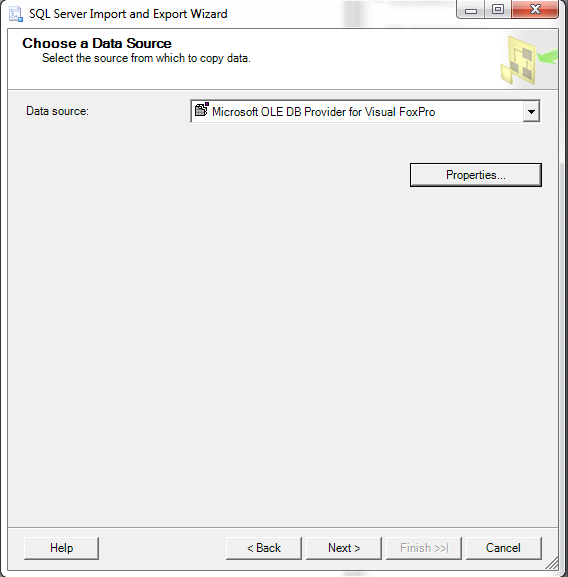 SQL Server Import and Export Wizard
Choose a Data Source
Select the source from which to copy data.
Data source:
Microsoft OLE DB Provider for Visual FoxPro
Properties...
Help
< Back
Next >
Finish >>|
Cancel